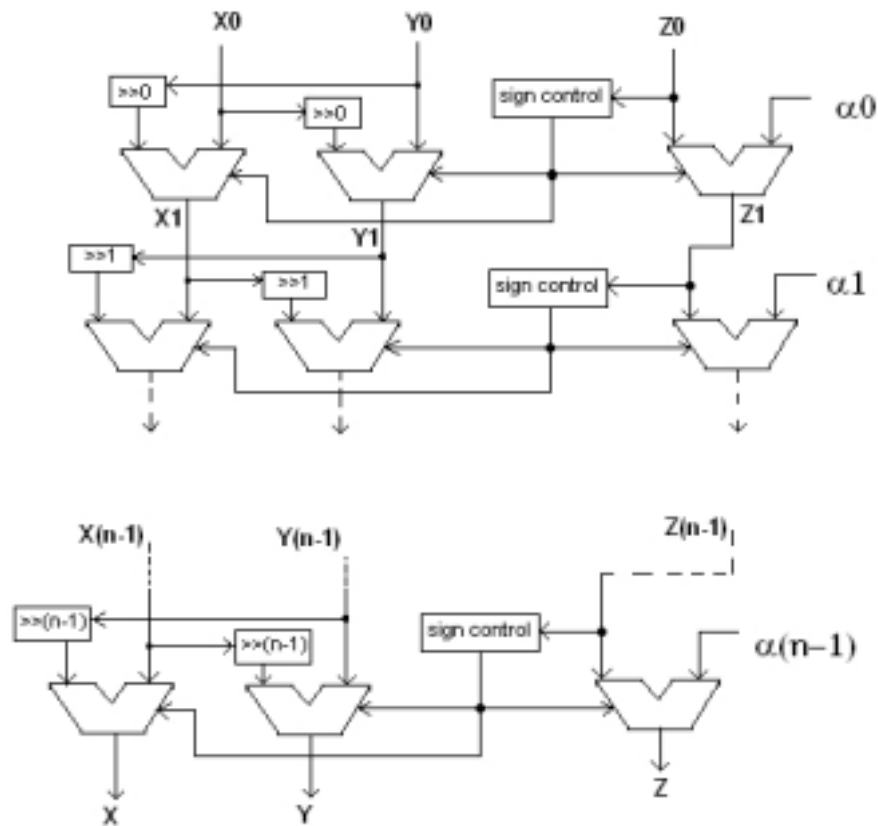 X0 Y0 Z0
>>0 >>0 sign control α0
X1 Y1 Z1
>>1 >>1 sign control α1
X(n-1) Y(n-1) Z(n-1)
>>(n-1) >>(n-1) sign control α(n-1)
X Y Z